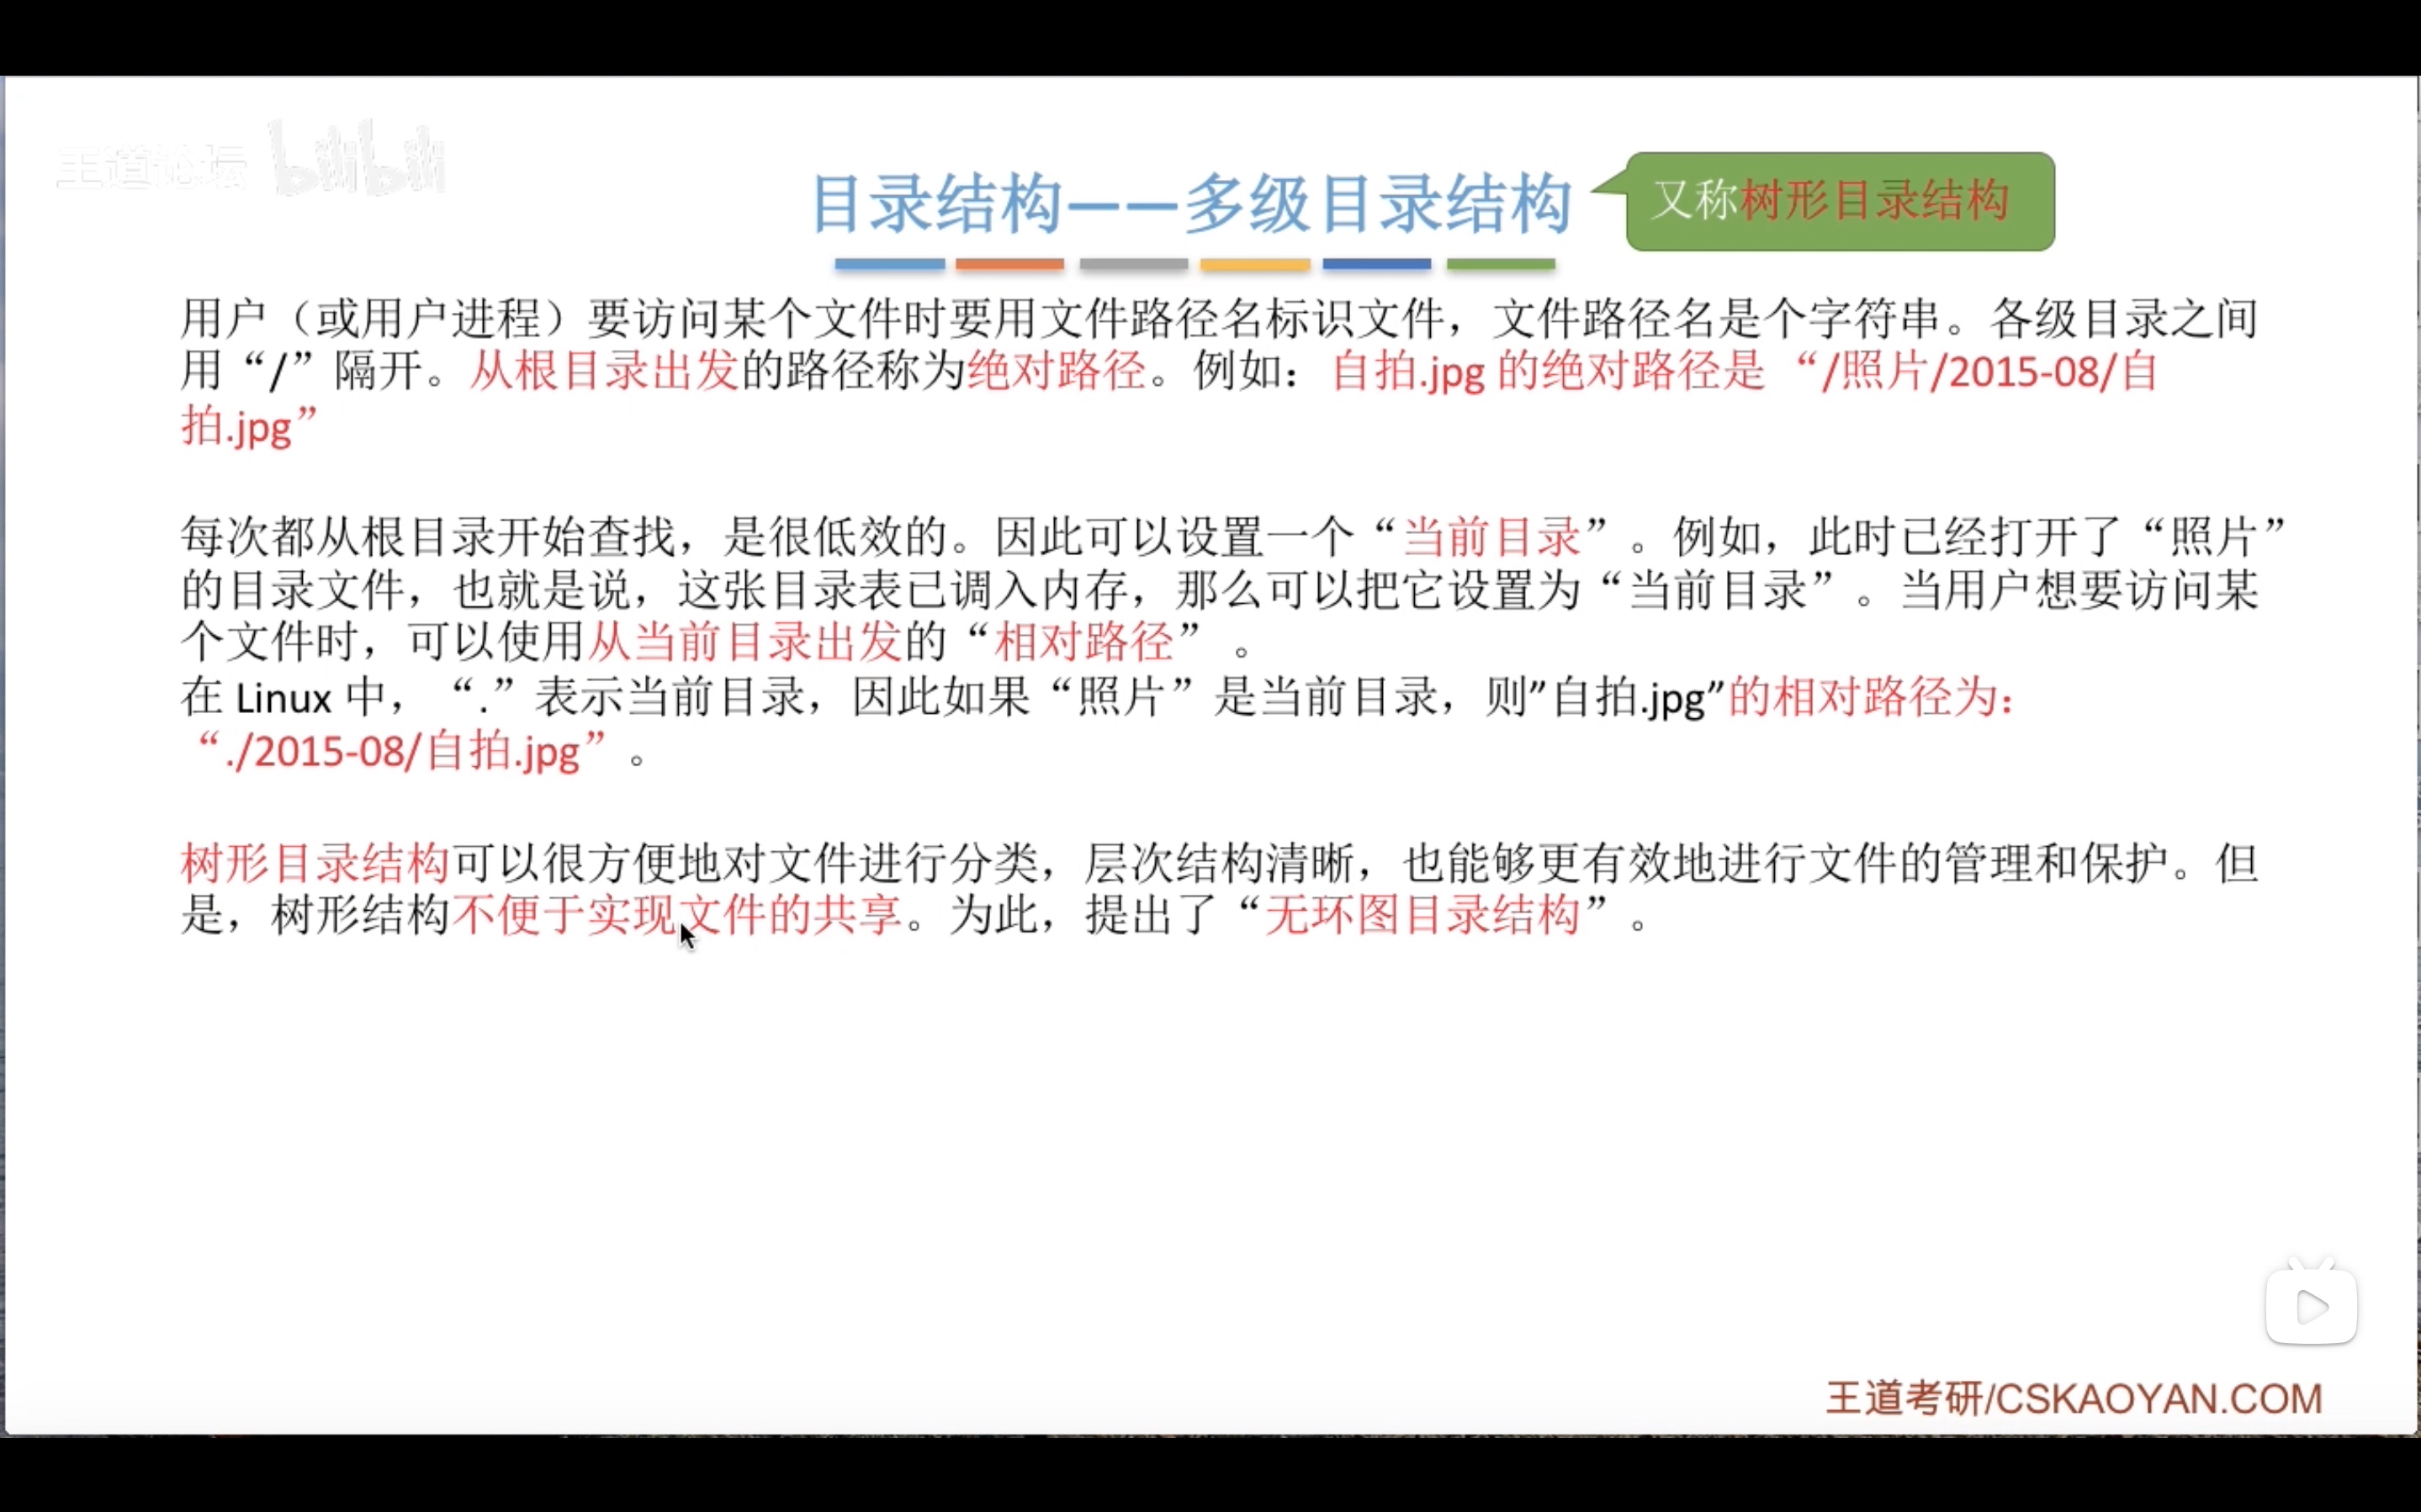 王道论坛 bilibili
目录结构——多级目录结构
又称树形目录结构
用户（或用户进程）要访问某个文件时要用文件路径名标识文件，文件路径名是个字符串。各级目录之间
用“/”隔开。从根目录出发的路径称为绝对路径。例如：自拍.jpg 的绝对路径是 “/照片/2015-08/自
拍.jpg”
每次都从根目录开始查找，是很低效的。因此可以设置一个“当前目录”。例如，此时已经打开了“照片”
的目录文件，也就是说，这张目录表已调入内存，那么可以把它设置为“当前目录”。当用户想要访问某
个文件时，可以使用从当前目录出发的“相对路径” 。
在 Linux 中，“.”表示当前目录，因此如果“照片”是当前目录，则”自拍.jpg”的相对路径为：
“./2015-08/自拍.jpg” 。
树形目录结构可以很方便地对文件进行分类，层次结构清晰，也能够更有效地进行文件的管理和保护。但
是，树形结构不便于实现文件的共享。为此，提出了“无环图目录结构”。
王道考研/CSKAOYAN.COM